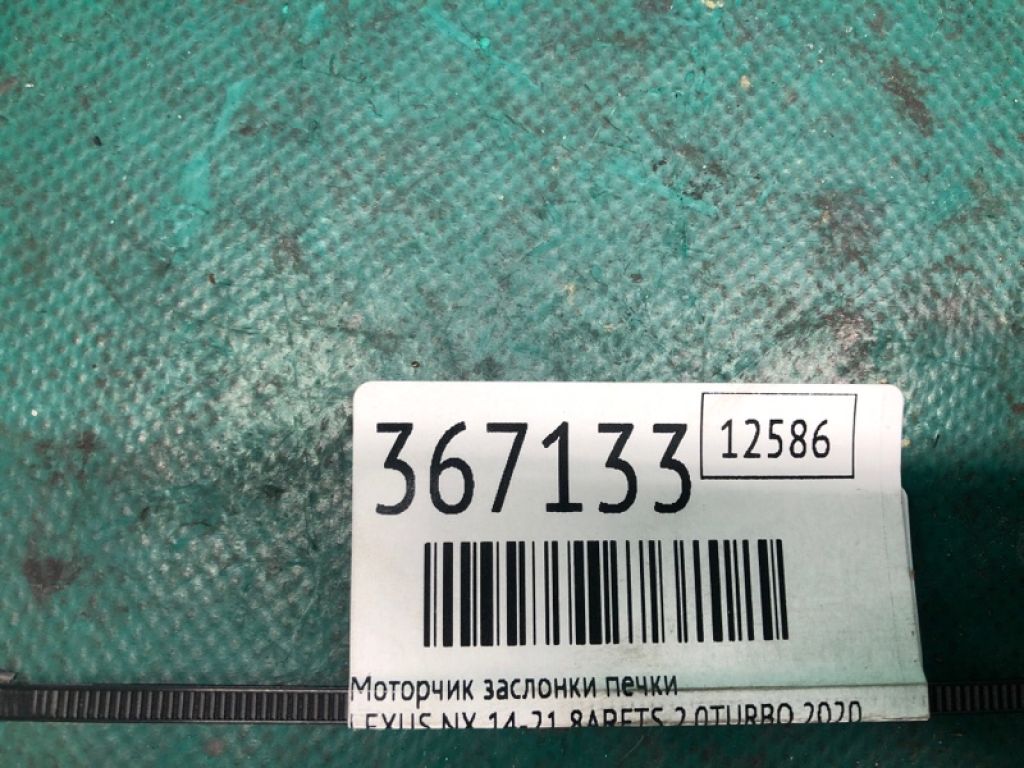 367133 12586
Моторчик заслонки печки
LEXUS NX 14-21 8ARFTS 2.0TURBO 2020